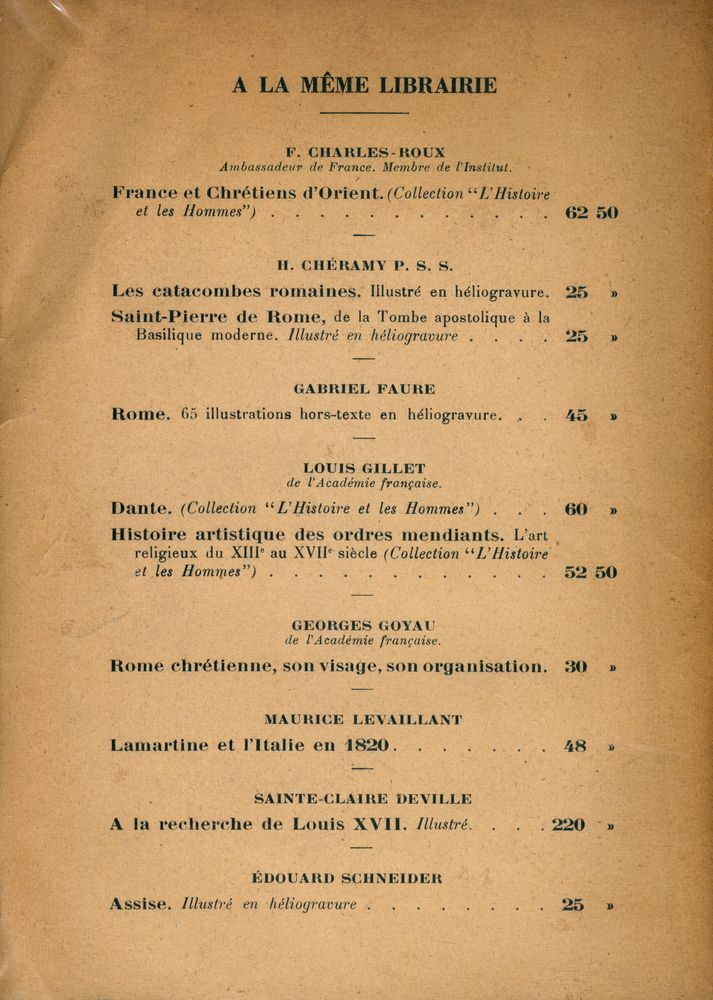 A LA MÊME LIBRAIRIE
F. CHARLES-ROUX
Ambassadeur de France. Membre de l'Institut.
France et Chrétiens d'Orient. (Collection "L'Histoire
et les Hommes") . . . . . . . . . . . . 62 50
H. CHÉRAMY P. S. S.
Les catacombes romaines. Illustré en héliogravure. 25 »
Saint-Pierre de Rome, de la Tombe apostolique à la
Basilique moderne. Illustré en héliogravure . . . . 25 »
GABRIEL FAURE
Rome. 65 illustrations hors-texte en héliogravure. . . 45 »
LOUIS GILLET
de l'Académie française.
Dante. (Collection "L'Histoire et les Hommes") . . . 60 »
Histoire artistique des ordres mendiants. L'art
religieux du XIIIe au XVIIe siècle (Collection "L'Histoire
et les Hommes") . . . . . . . . . . . . 52 50
GEORGES GOYAU
de l'Académie française.
Rome chrétienne, son visage, son organisation. 30 »
MAURICE LEVAILLANT
Lamartine et l'Italie en 1820. . . . . . . 48 »
SAINTE-CLAIRE DEVILLE
A la recherche de Louis XVII. Illustré. . . . 220 »
ÉDOUARD SCHNEIDER
Assise. Illustré en héliogravure . . . . . . . . 25 »